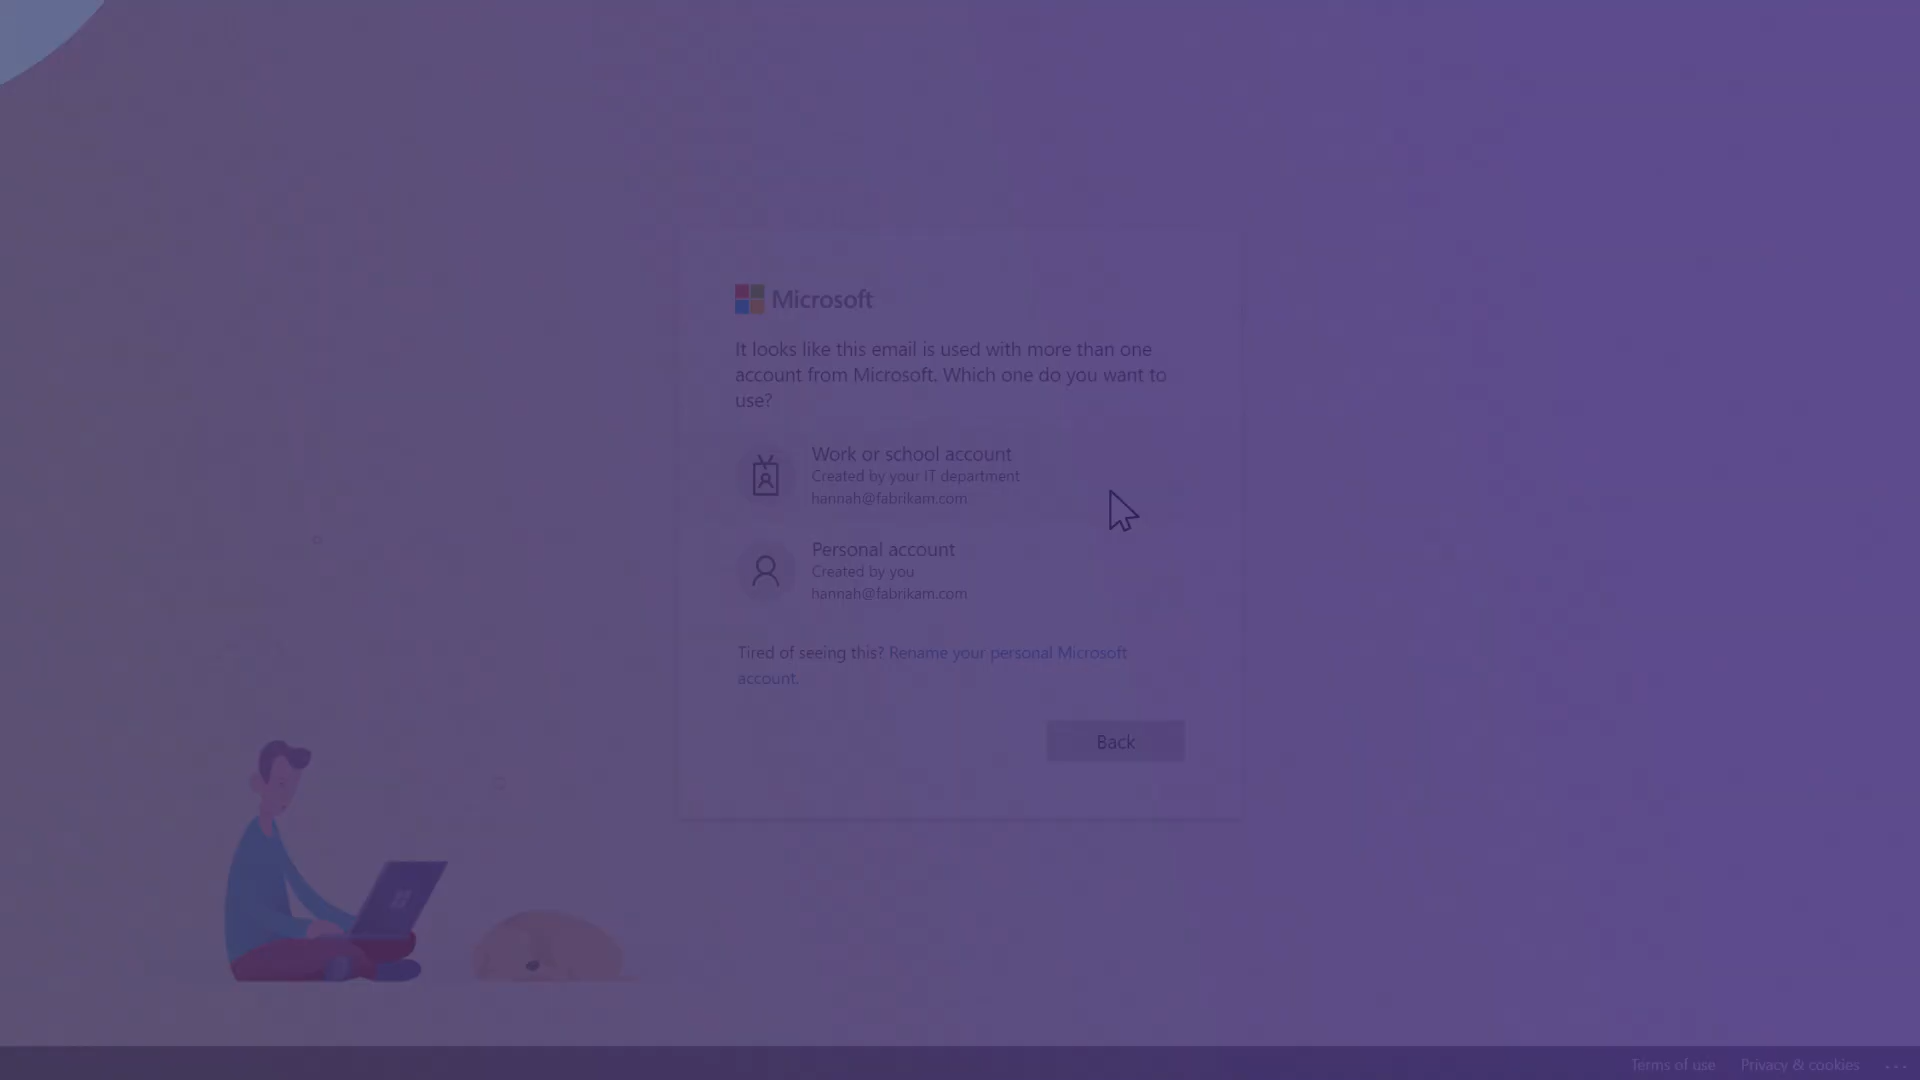 Microsoft
It looks like this email is used with more than one
account from Microsoft. Which one do you want to
use?
Work or school account
Created by your IT department
hannah@fabrikam.com
Personal account
Created by you
hannah@fabrikam.com
Tired of seeing this? Rename your personal Microsoft
account.
Back
Terms of use Privacy & cookies ...